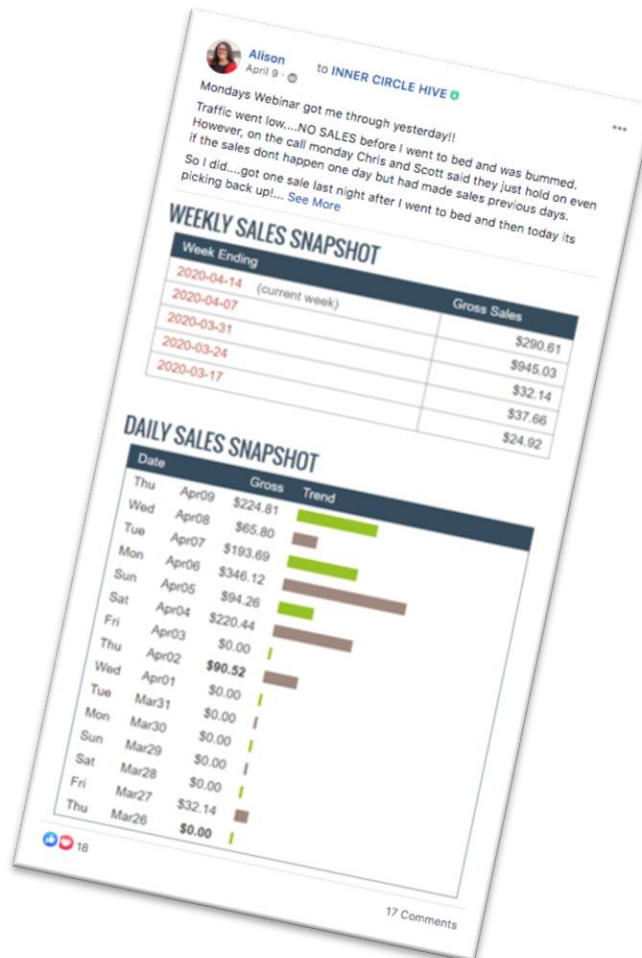 Alison to INNER CIRCLE HIVE
April 9 ·
Mondays Webinar got me through yesterday!!
Traffic went low....NO SALES before I went to bed and was bummed.
However, on the call monday Chris and Scott said they just hold on even
if the sales dont happen one day but had made sales previous days.
So I did....got one sale last night after I went to bed and then today its
picking back up!... See More
WEEKLY SALES SNAPSHOT
Week Ending Gross Sales
2020-04-14 (current week) $290.61
2020-04-07 $945.03
2020-03-31 $32.14
2020-03-24 $37.66
2020-03-17 $24.92
DAILY SALES SNAPSHOT
Date Gross Trend
Thu Apr09 $224.81
Wed Apr08 $65.80
Tue Apr07 $193.69
Mon Apr06 $346.12
Sun Apr05 $94.26
Sat Apr04 $220.44
Fri Apr03 $0.00
Thu Apr02 $90.52
Wed Apr01 $0.00
Tue Mar31 $0.00
Mon Mar30 $0.00
Sun Mar29 $0.00
Sat Mar28 $0.00
Fri Mar27 $32.14
Thu Mar26 $0.00
18
17 Comments